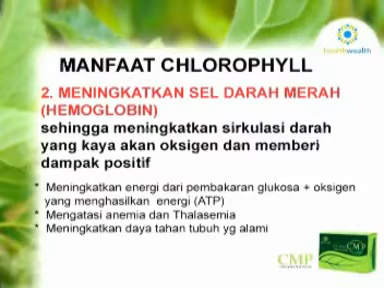 healthwealth
MANFAAT CHLOROPHYLL
2. MENINGKATKAN SEL DARAH MERAH
(HEMOGLOBIN)
sehingga meningkatkan sirkulasi darah
yang kaya akan oksigen dan memberi
dampak positif
* Meningkatkan energi dari pembakaran glukosa + oksigen
yang menghasilkan energi (ATP)
* Mengatasi anemia dan Thalasemia
* Meningkatkan daya tahan tubuh yg alami
CMP
CMP